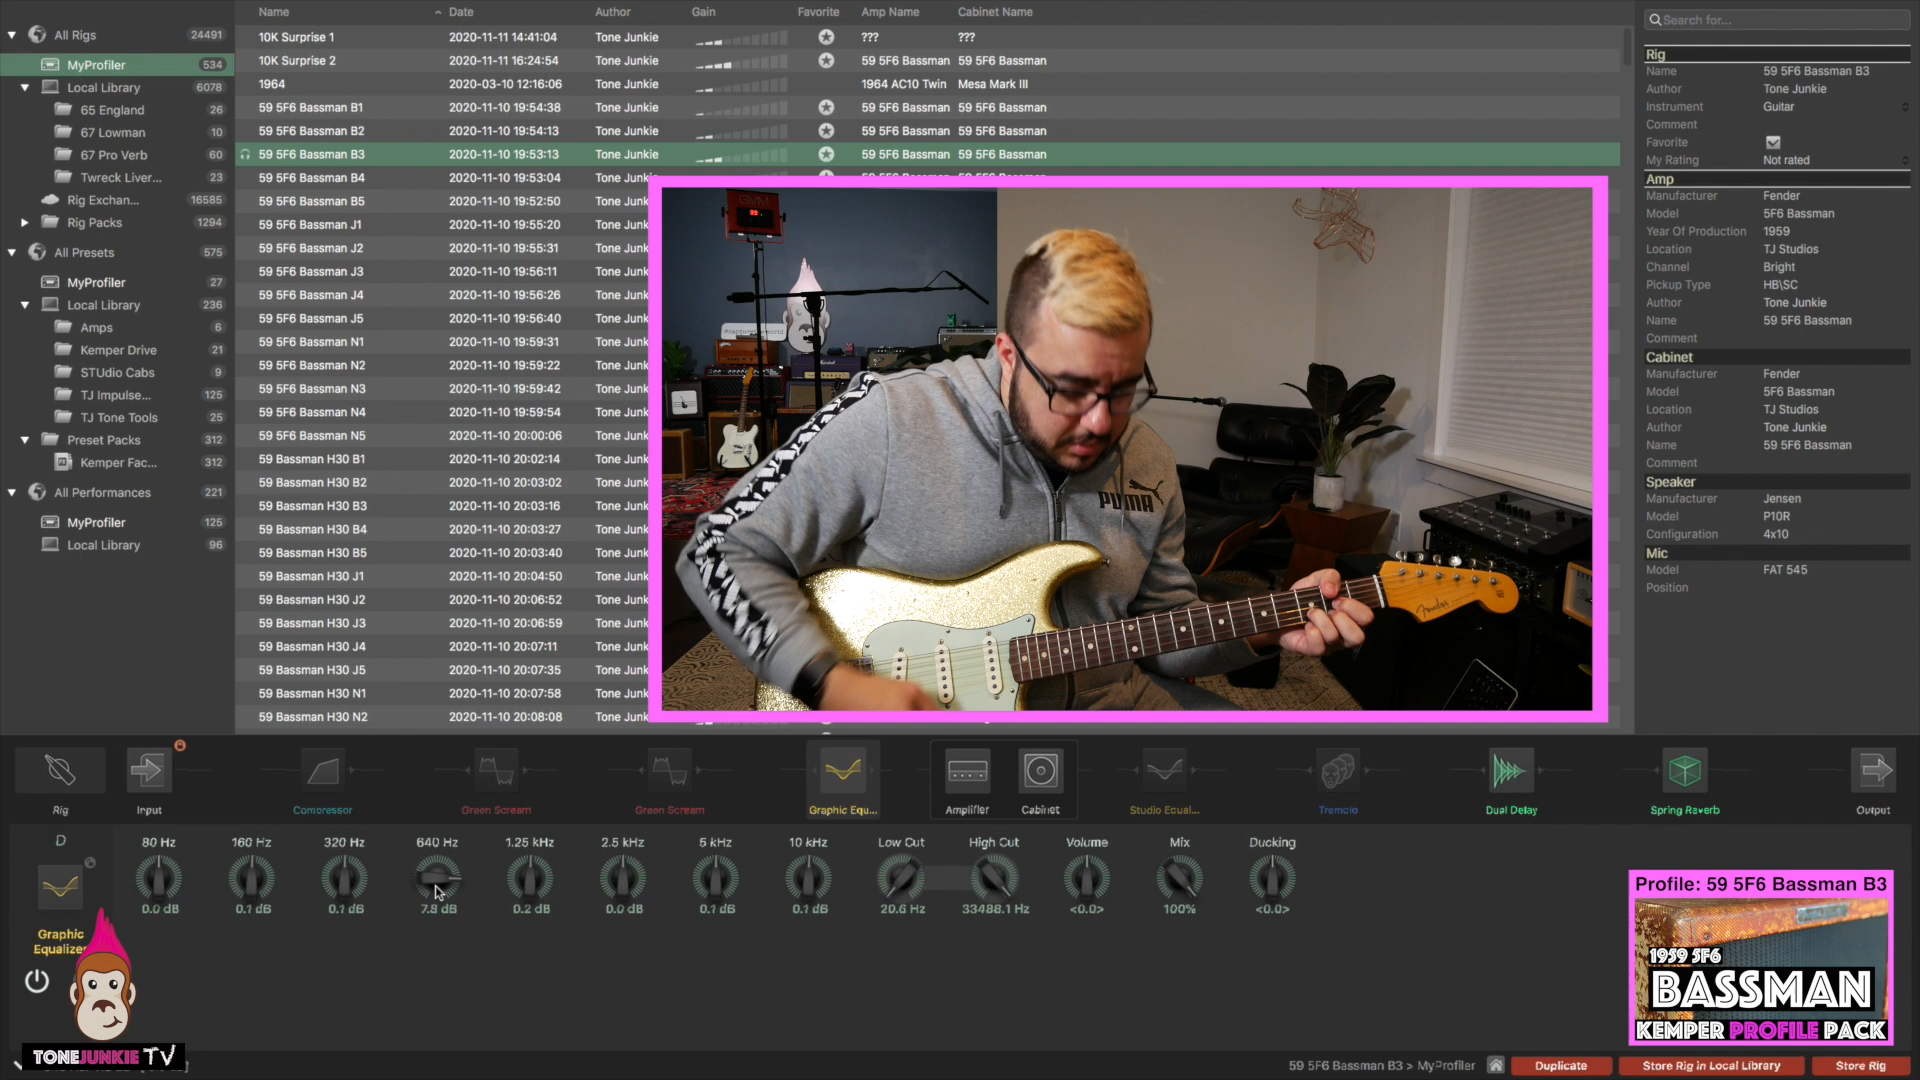 Name Date Author Gain Favorite Amp Name Cabinet Name
Search for...
All Rigs 24491
MyProfiler 534
Local Library 6078
65 England 26
67 Lowman 10
67 Pro Verb 60
Twreck Liver... 23
Rig Exchan... 16585
Rig Packs 1294
All Presets 575
MyProfiler 27
Local Library 236
Amps 6
Kemper Drive 21
STUdio Cabs 9
TJ Impulse... 125
TJ Tone Tools 25
Preset Packs 312
Kemper Fac... 312
All Performances 221
MyProfiler 125
Local Library 96
10K Surprise 1 2020-11-11 14:41:04 Tone Junkie ??? ???
10K Surprise 2 2020-11-11 16:24:54 Tone Junkie 59 5F6 Bassman 59 5F6 Bassman
1964 2020-03-10 12:16:06 Tone Junkie 1964 AC10 Twin Mesa Mark III
59 5F6 Bassman B1 2020-11-10 19:54:38 Tone Junkie 59 5F6 Bassman 59 5F6 Bassman
59 5F6 Bassman B2 2020-11-10 19:54:13 Tone Junkie 59 5F6 Bassman 59 5F6 Bassman
59 5F6 Bassman B3 2020-11-10 19:53:13 Tone Junkie 59 5F6 Bassman 59 5F6 Bassman
59 5F6 Bassman B4 2020-11-10 19:53:04 Tone Junk
59 5F6 Bassman B5 2020-11-10 19:52:50 Tone Junk
59 5F6 Bassman J1 2020-11-10 19:55:20 Tone Junk
59 5F6 Bassman J2 2020-11-10 19:55:31 Tone Junk
59 5F6 Bassman J3 2020-11-10 19:56:11 Tone Junk
59 5F6 Bassman J4 2020-11-10 19:56:26 Tone Junk
59 5F6 Bassman J5 2020-11-10 19:56:40 Tone Junk
59 5F6 Bassman N1 2020-11-10 19:59:31 Tone Junk
59 5F6 Bassman N2 2020-11-10 19:59:22 Tone Junk
59 5F6 Bassman N3 2020-11-10 19:59:42 Tone Junk
59 5F6 Bassman N4 2020-11-10 19:59:54 Tone Junk
59 5F6 Bassman N5 2020-11-10 20:00:06 Tone Junk
59 Bassman H30 B1 2020-11-10 20:02:14 Tone Junk
59 Bassman H30 B2 2020-11-10 20:03:02 Tone Junk
59 Bassman H30 B3 2020-11-10 20:03:16 Tone Junk
59 Bassman H30 B4 2020-11-10 20:03:27 Tone Junk
59 Bassman H30 B5 2020-11-10 20:03:40 Tone Junk
59 Bassman H30 J1 2020-11-10 20:04:50 Tone Junk
59 Bassman H30 J2 2020-11-10 20:06:52 Tone Junk
59 Bassman H30 J3 2020-11-10 20:06:59 Tone Junk
59 Bassman H30 J4 2020-11-10 20:07:11 Tone Junk
59 Bassman H30 J5 2020-11-10 20:07:35 Tone Junk
59 Bassman H30 N1 2020-11-10 20:07:58 Tone Junk
59 Bassman H30 N2 2020-11-10 20:08:08 Tone Junk
PUMA
Fender
Rig
Name 59 5F6 Bassman B3
Author Tone Junkie
Instrument Guitar
Comment
Favorite
My Rating Not rated
Amp
Manufacturer Fender
Model 5F6 Bassman
Year Of Production 1959
Location TJ Studios
Channel Bright
Pickup Type HB\SC
Author Tone Junkie
Name 59 5F6 Bassman
Comment
Cabinet
Manufacturer Fender
Model 5F6 Bassman
Location TJ Studios
Author Tone Junkie
Name 59 5F6 Bassman
Comment
Speaker
Manufacturer Jensen
Model P10R
Configuration 4x10
Mic
Model FAT 545
Position
Rig Input Compressor Green Scream Green Scream Graphic Equ... Amplifier Cabinet Studio Equal... Tremolo Dual Delay Spring Reverb Output
D 80 Hz 160 Hz 320 Hz 640 Hz 1.25 kHz 2.5 kHz 5 kHz 10 kHz Low Cut High Cut Volume Mix Ducking
0.0 dB 0.1 dB 0.1 dB 7.8 dB 0.2 dB 0.0 dB 0.1 dB 0.1 dB 20.6 Hz 33488.1 Hz <0.0> 100% <0.0>
Graphic
Equalizer
TONEJUNKIE TV
Profile: 59 5F6 Bassman B3
1959 5F6
BASSMAN
KEMPER PROFILE PACK
59 5F6 Bassman B3 > MyProfiler Duplicate Store Rig in Local Library Store Rig